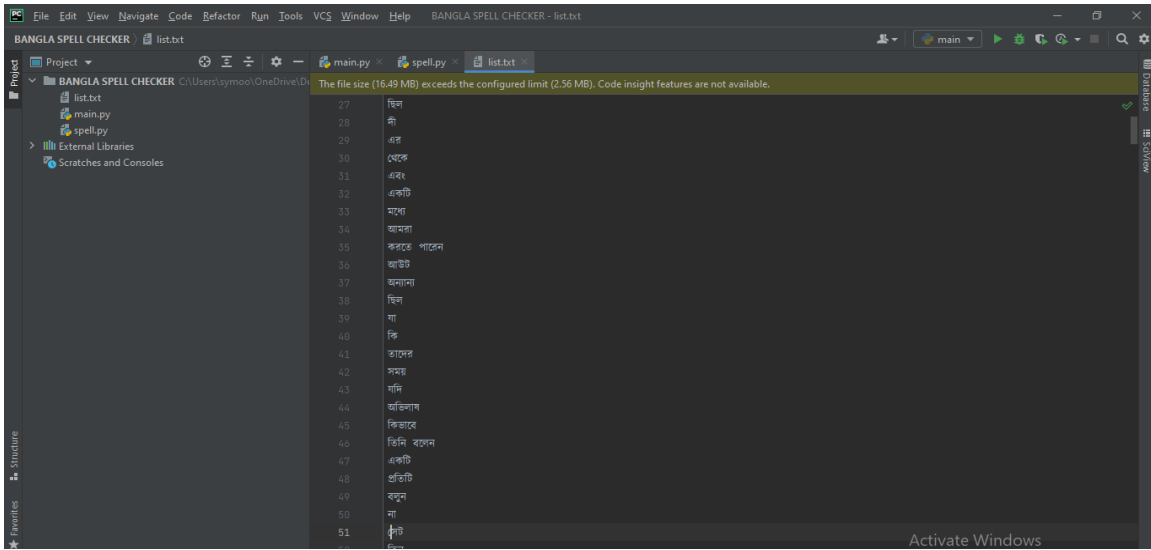 File Edit View Navigate Code Refactor Run Tools VCS Window Help BANGLA SPELL CHECKER - list.txt
BANGLA SPELL CHECKER list.txt main
Project main.py spell.py list.txt
BANGLA SPELL CHECKER C:\Users\symoo\OneDrive\D
The file size (16.49 MB) exceeds the configured limit (2.56 MB). Code insight features are not available.
list.txt
main.py
spell.py
External Libraries
Scratches and Consoles
27 ছিল
28 দী
29 এর
30 থেকে
31 এবং
32 একটি
33 মধ্যে
34 আমরা
35 করতে পারেন
36 আউট
37 অন্যান্য
38 ছিল
39 যা
40 কি
41 তাদের
42 সময়
43 যদি
44 অভিলাষ
45 কিভাবে
46 তিনি বলেন
47 একটি
48 প্রতিটি
49 বলুন
50 না
51 সেট
Project
Structure
Favorites
Database
SciView
Activate Windows